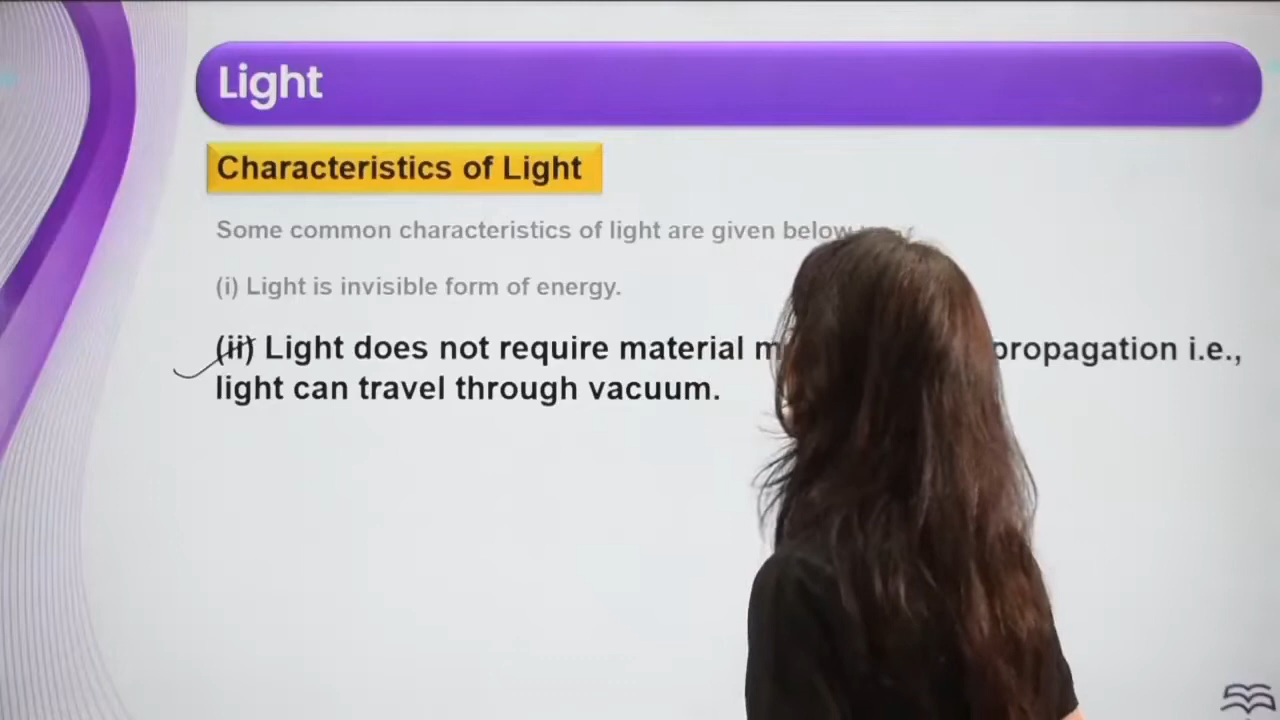 Light
Characteristics of Light
Some common characteristics of light are given below
(i) Light is invisible form of energy.
(ii) Light does not require material propagation i.e.,
light can travel through vacuum.